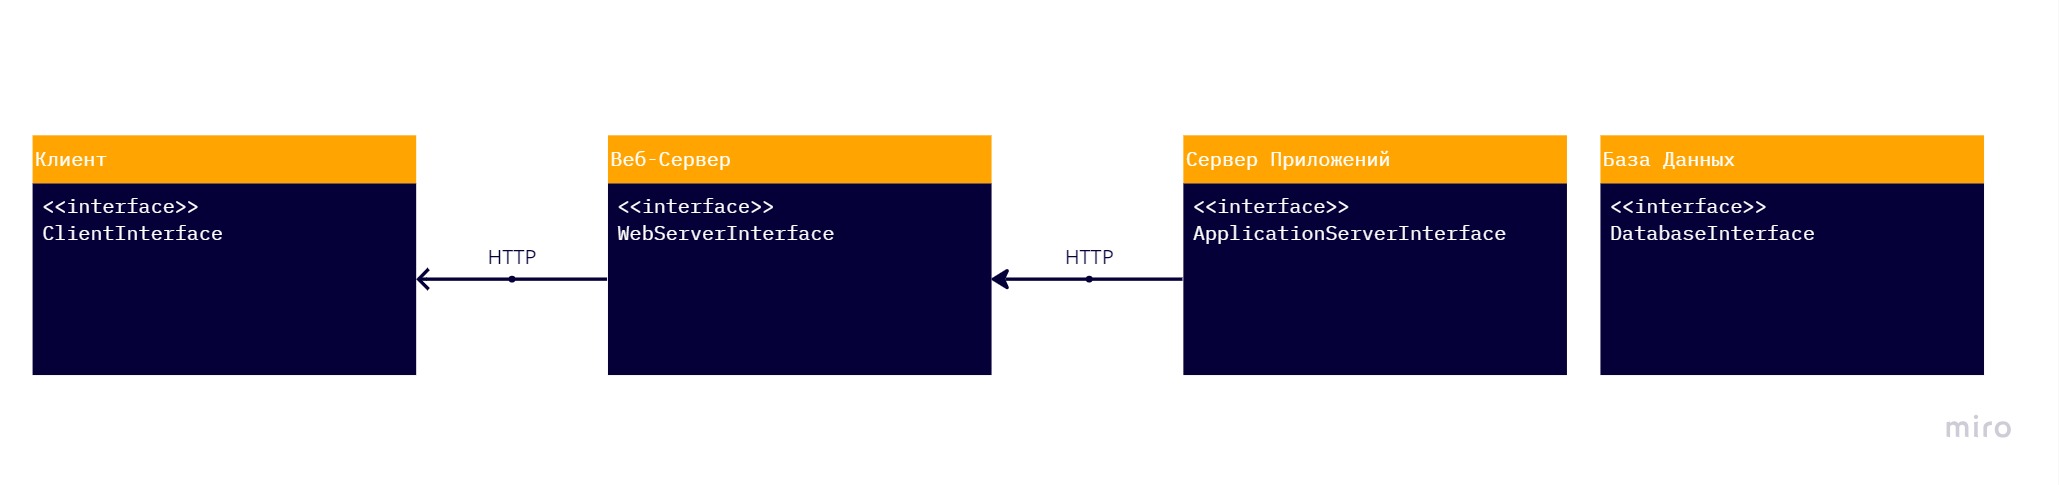 Клиент
<<interface>>
ClientInterface
HTTP
Веб-Сервер
<<interface>>
WebServerInterface
HTTP
Сервер Приложений
<<interface>>
ApplicationServerInterface
База Данных
<<interface>>
DatabaseInterface
miro